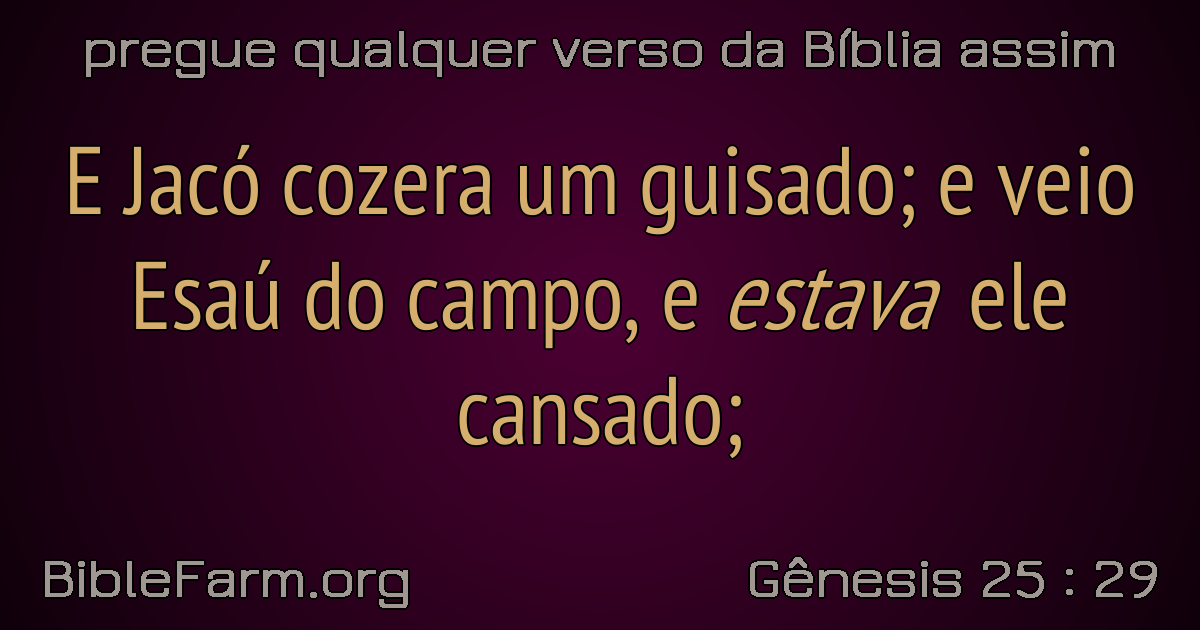 pregue qualquer verso da Bíblia assim
E Jacó cozera um guisado; e veio
Esaú do campo, e estava ele
cansado;
BibleFarm.org
Gênesis 25 : 29